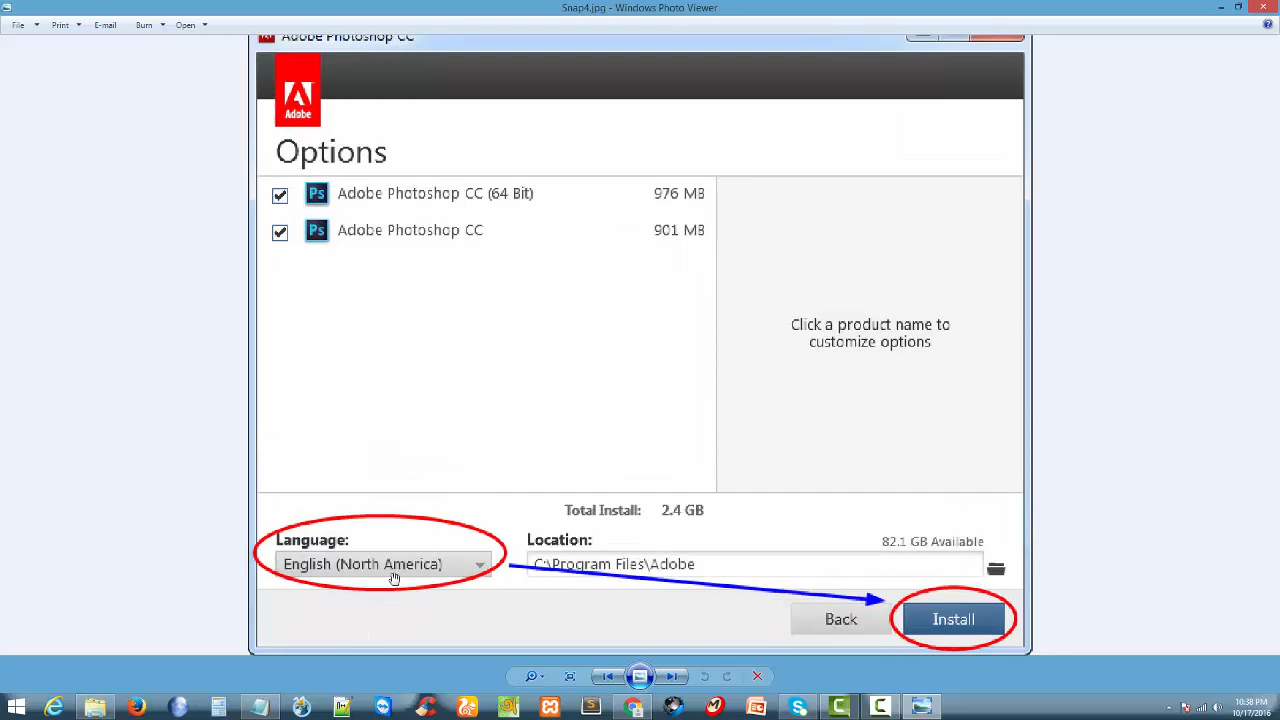 Snap4.jpg - Windows Photo Viewer
File Print E-mail Burn Open
Adobe Photoshop CC
Adobe
Options
Ps Adobe Photoshop CC (64 Bit) 976 MB
Ps Adobe Photoshop CC 901 MB
Click a product name to
customize options
Total Install: 2.4 GB
Language:
English (North America)
Location:
82.1 GB Available
C:\Program Files\Adobe
Back
Install
10:38 PM
10/17/2016